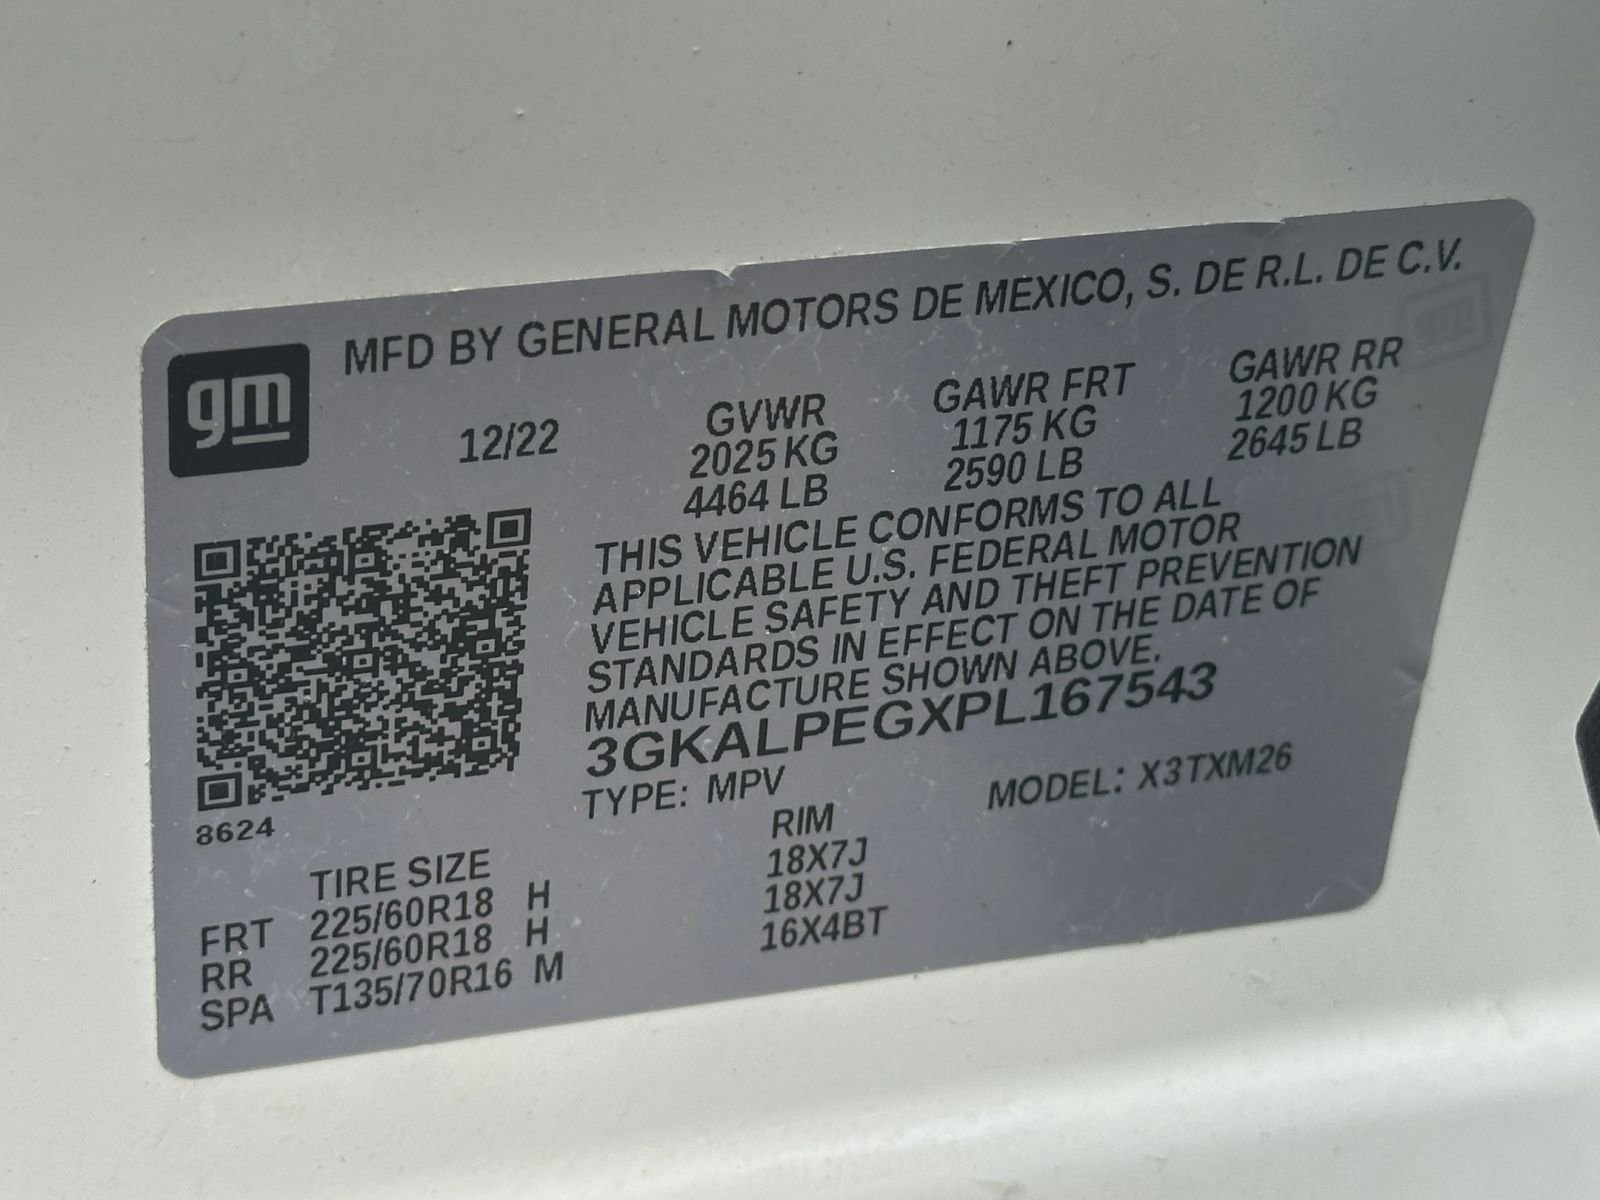 MFD BY GENERAL MOTORS DE MEXICO, S. DE R.L. DE C.V.
gm
12/22
GVWR
2025 KG
4464 LB
GAWR FRT
1175 KG
2590 LB
GAWR RR
1200 KG
2645 LB
THIS VEHICLE CONFORMS TO ALL
APPLICABLE U.S. FEDERAL MOTOR
VEHICLE SAFETY AND THEFT PREVENTION
STANDARDS IN EFFECT ON THE DATE OF
MANUFACTURE SHOWN ABOVE.
3GKALPEGXPL167543
TYPE: MPV MODEL: X3TXM26
8624
TIRE SIZE RIM
FRT 225/60R18 H 18X7J
RR 225/60R18 H 18X7J
SPA T135/70R16 M 16X4BT